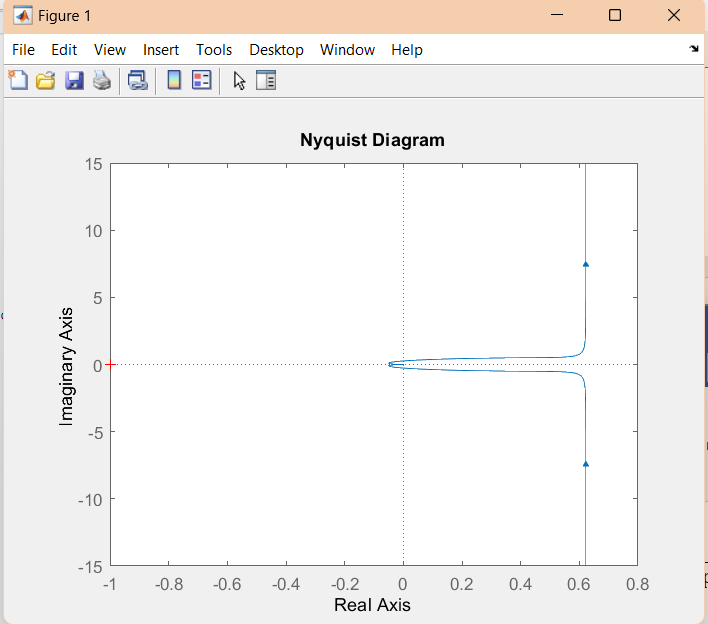 Figure 1
File Edit View Insert Tools Desktop Window Help
Nyquist Diagram
15
10
5
0
-5
-10
-15
Imaginary Axis
-1 -0.8 -0.6 -0.4 -0.2 0 0.2 0.4 0.6 0.8
Real Axis